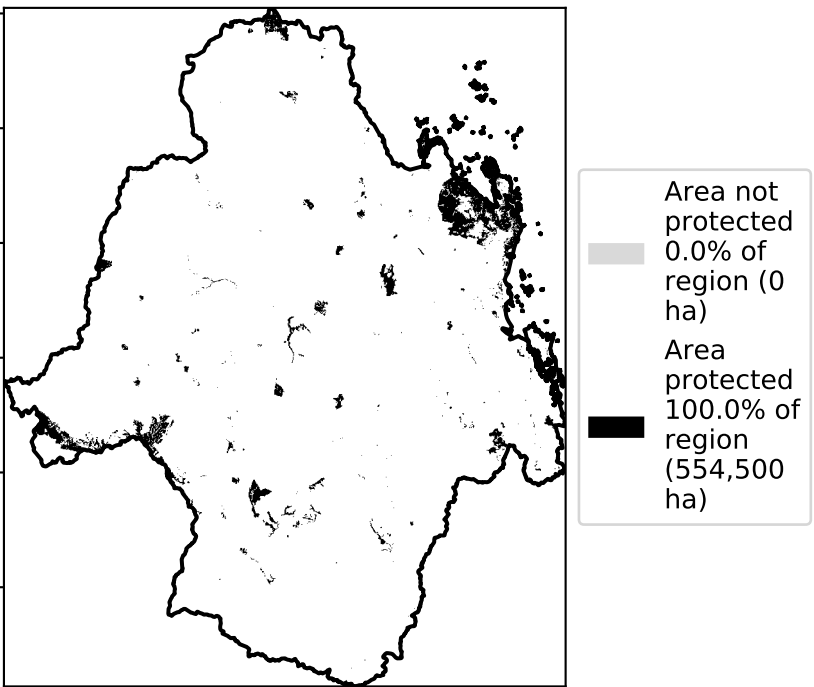 Area not
protected
0.0% of
region (0
ha)
Area
protected
100.0% of
region
(554,500
ha)